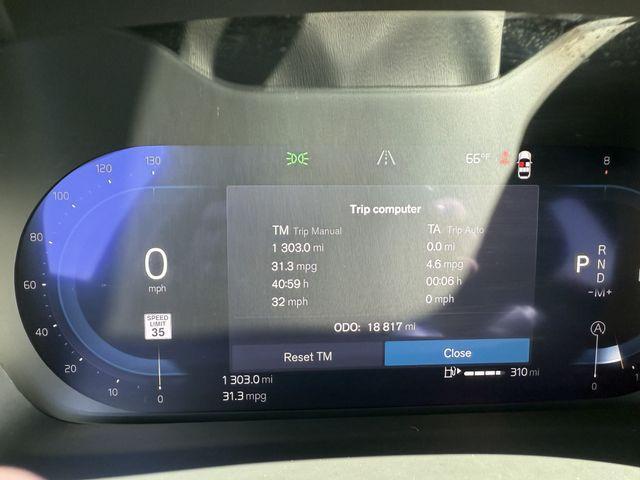 120
130
66°F
8
100
80
60
40
20
10
0
0
mph
SPEED
LIMIT
35
Trip computer
TM Trip Manual
TA Trip Auto
1 303.0 mi
0.0 mi
31.3 mpg
4.6 mpg
40:59 h
00:06 h
32 mph
0 mph
ODO: 18 817 mi
Reset TM
Close
1 303.0 mi
31.3 mpg
310 mi
P
R
N
D
-M+
A
0